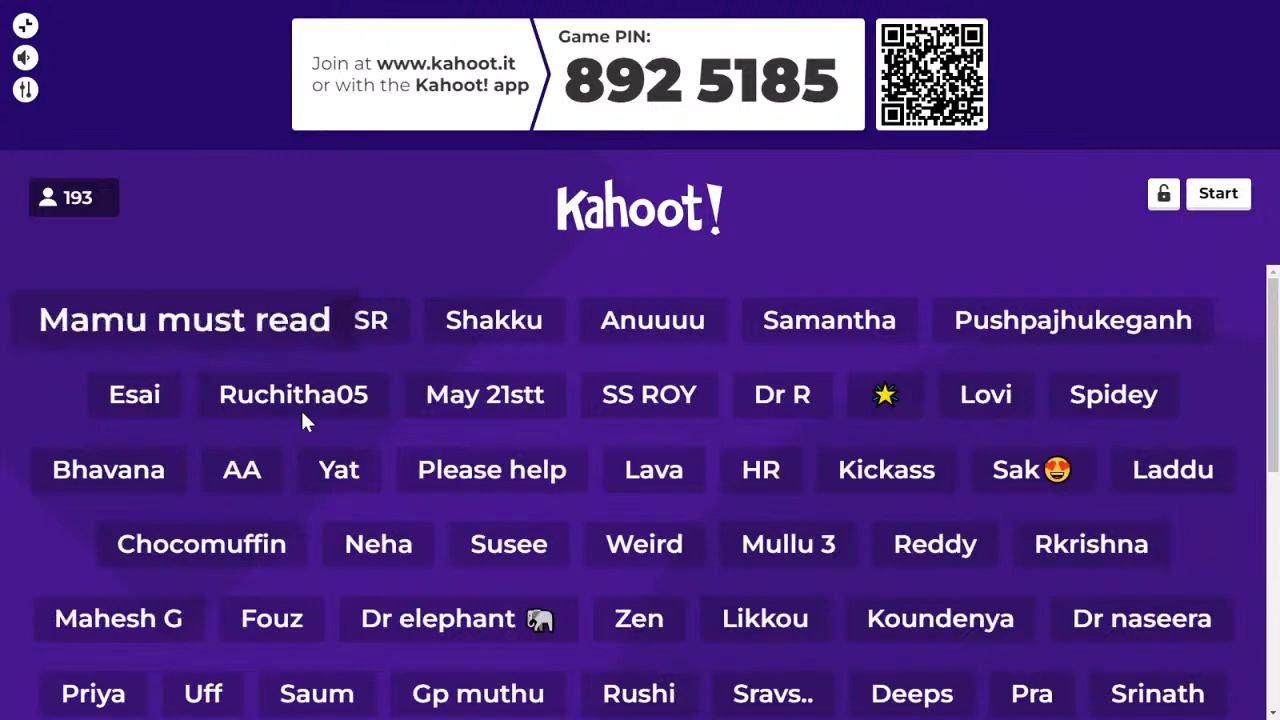 Join at www.kahoot.it
or with the Kahoot! app
Game PIN:
892 5185
193
Kahoot!
Start
Mamu must read SR Shakku Anuuuu Samantha Pushpajhukeganh
Esai Ruchitha05 May 21stt SS ROY Dr R 🌟 Lovi Spidey
Bhavana AA Yat Please help Lava HR Kickass Sak😍 Laddu
Chocomuffin Neha Susee Weird Mullu 3 Reddy Rkrishna
Mahesh G Fouz Dr elephant 🐘 Zen Likkou Koundenya Dr naseera
Priya Uff Saum Gp muthu Rushi Sravs.. Deeps Pra Srinath